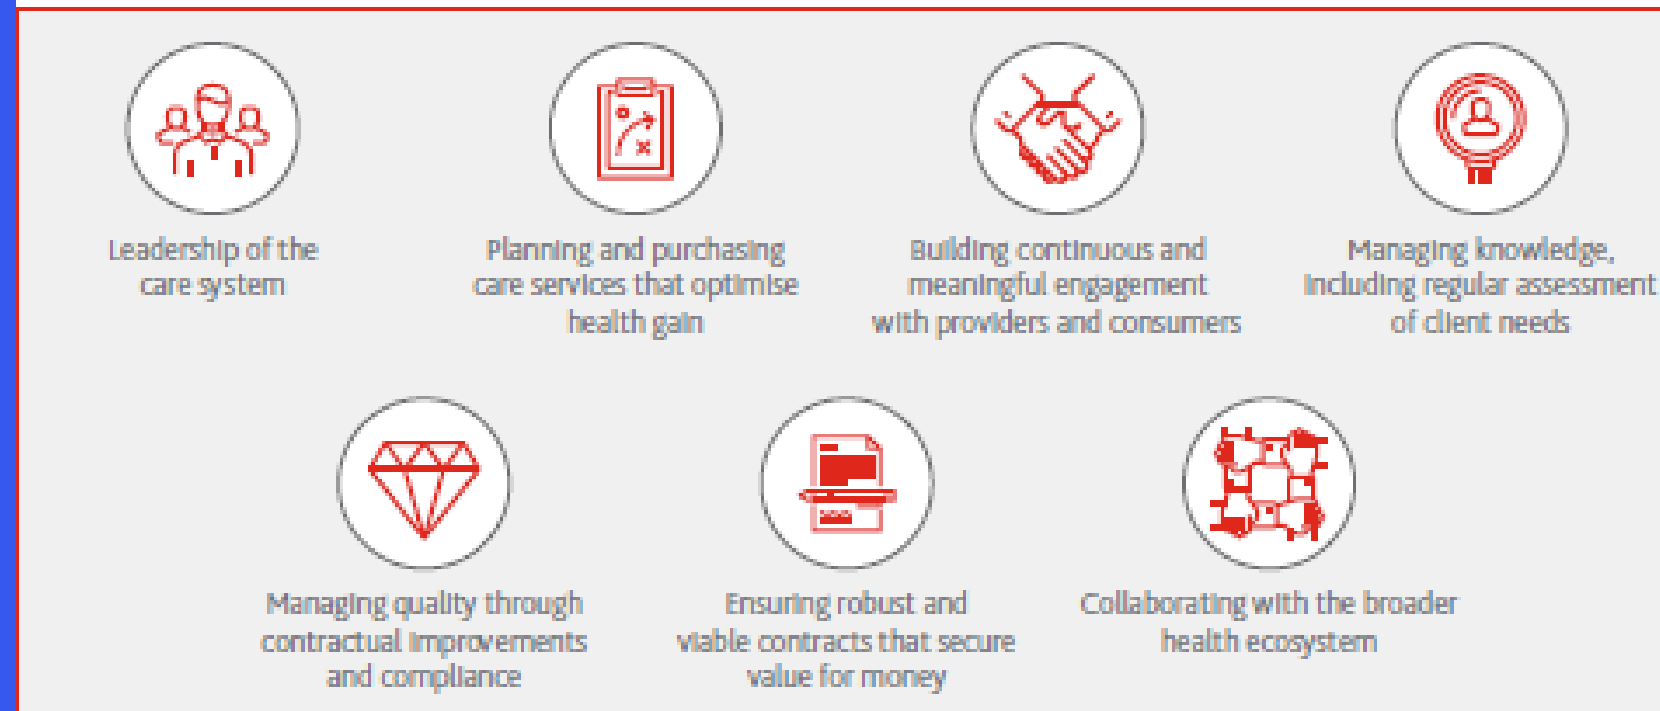 Leadership of the
care system
Planning and purchasing
care services that optimise
health gain
Building continuous and
meaningful engagement
with providers and consumers
Managing knowledge,
including regular assessment
of client needs
Managing quality through
contractual improvements
and compliance
Ensuring robust and
viable contracts that secure
value for money
Collaborating with the broader
health ecosystem